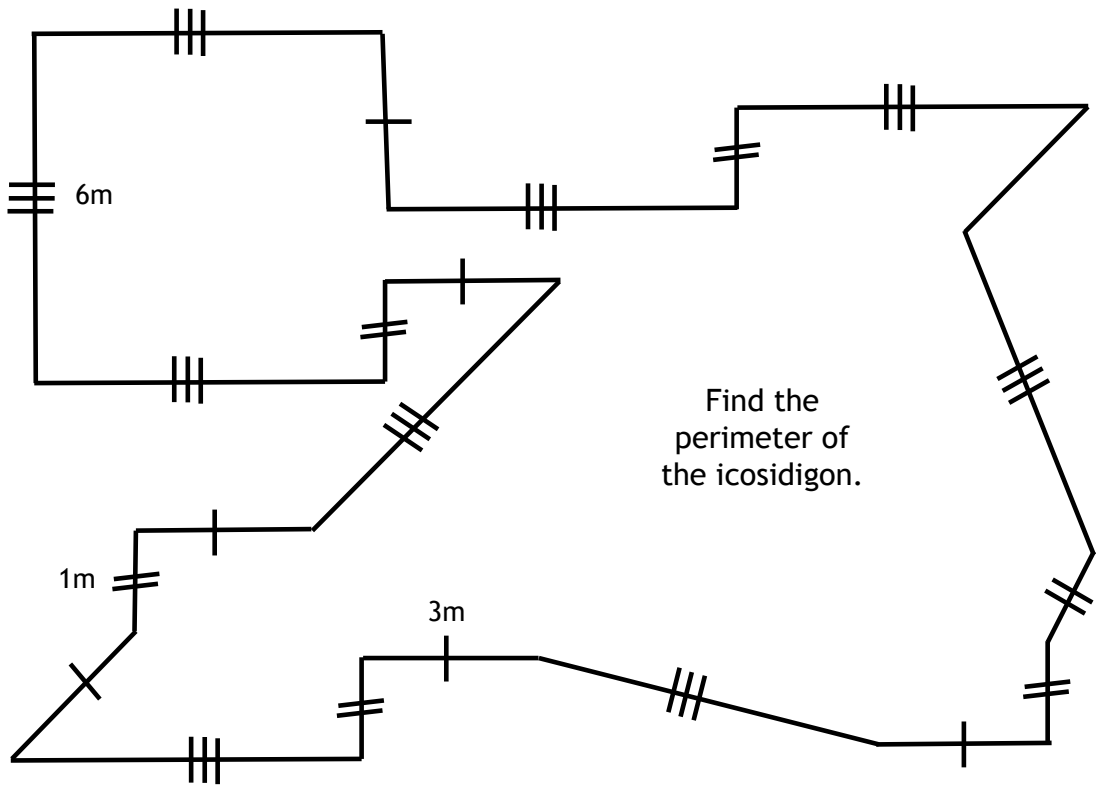 6m
Find the
perimeter of
the icosidigon.
1m
3m